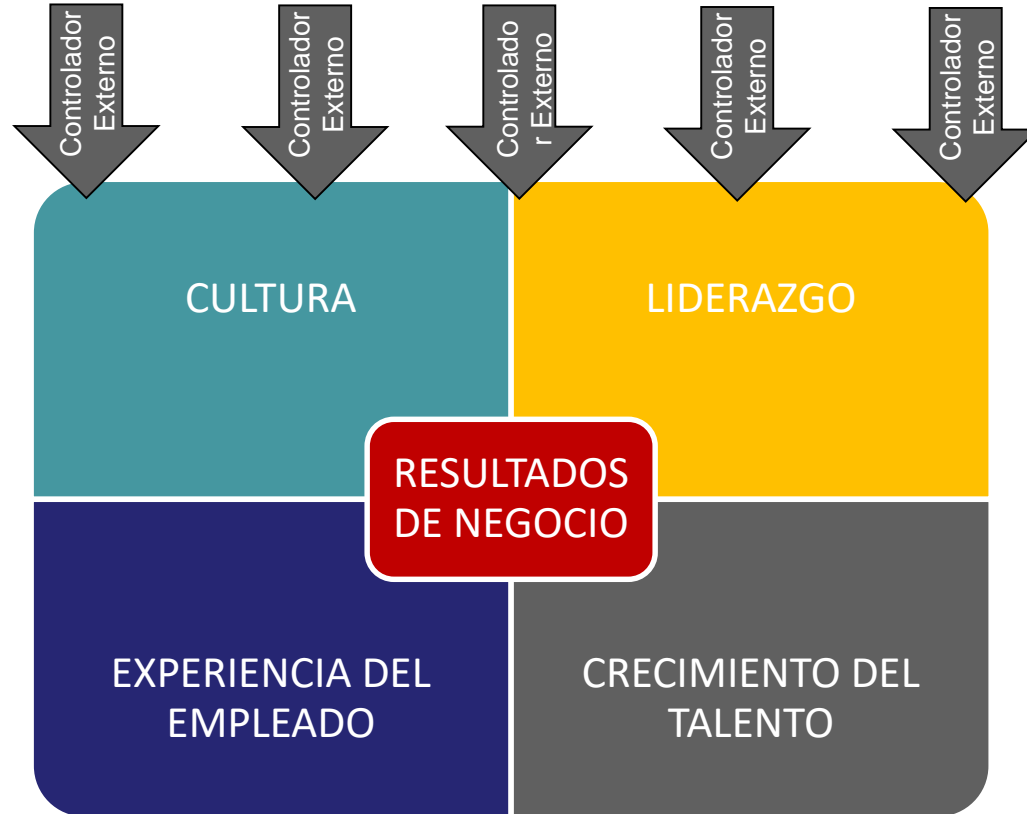 Controlador
Externo
Controlador
Externo
Controlado
r Externo
Controlador
Externo
Controlador
Externo
CULTURA
LIDERAZGO
RESULTADOS
DE NEGOCIO
EXPERIENCIA DEL
EMPLEADO
CRECIMIENTO DEL
TALENTO